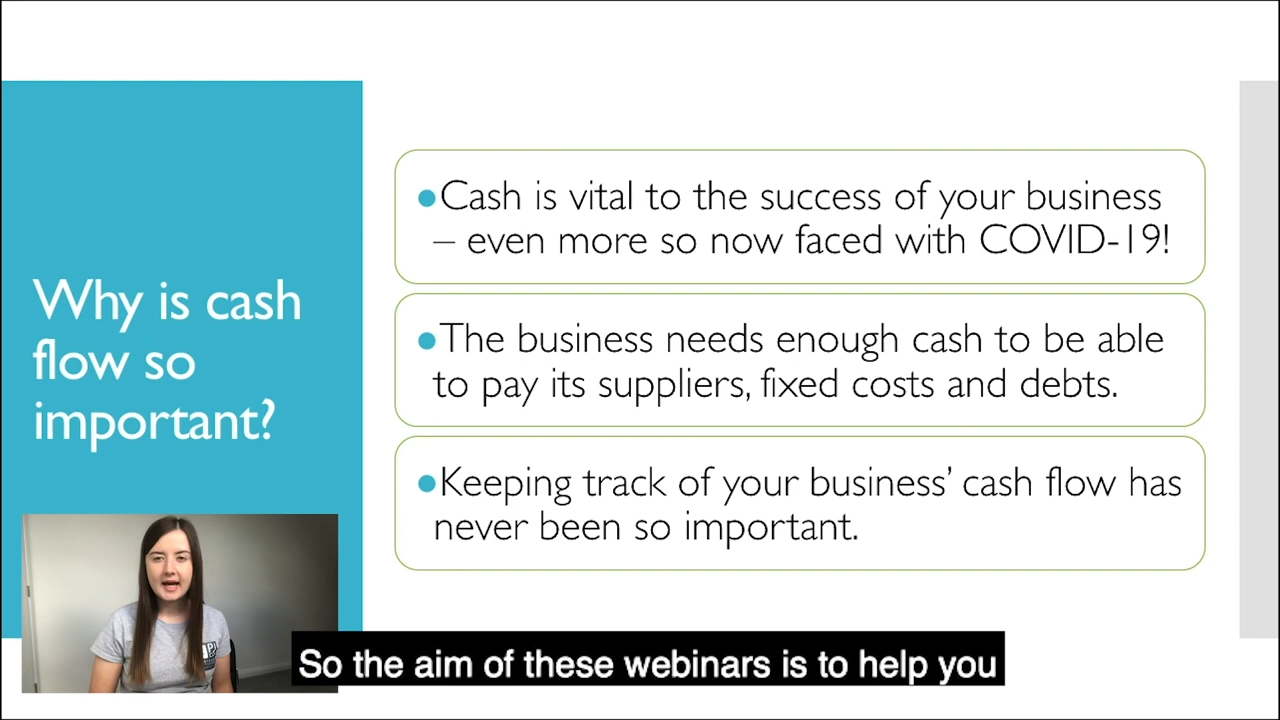 Why is cash
flow so
important?
●Cash is vital to the success of your business
– even more so now faced with COVID-19!
●The business needs enough cash to be able
to pay its suppliers, fixed costs and debts.
●Keeping track of your business’ cash flow has
never been so important.
So the aim of these webinars is to help you